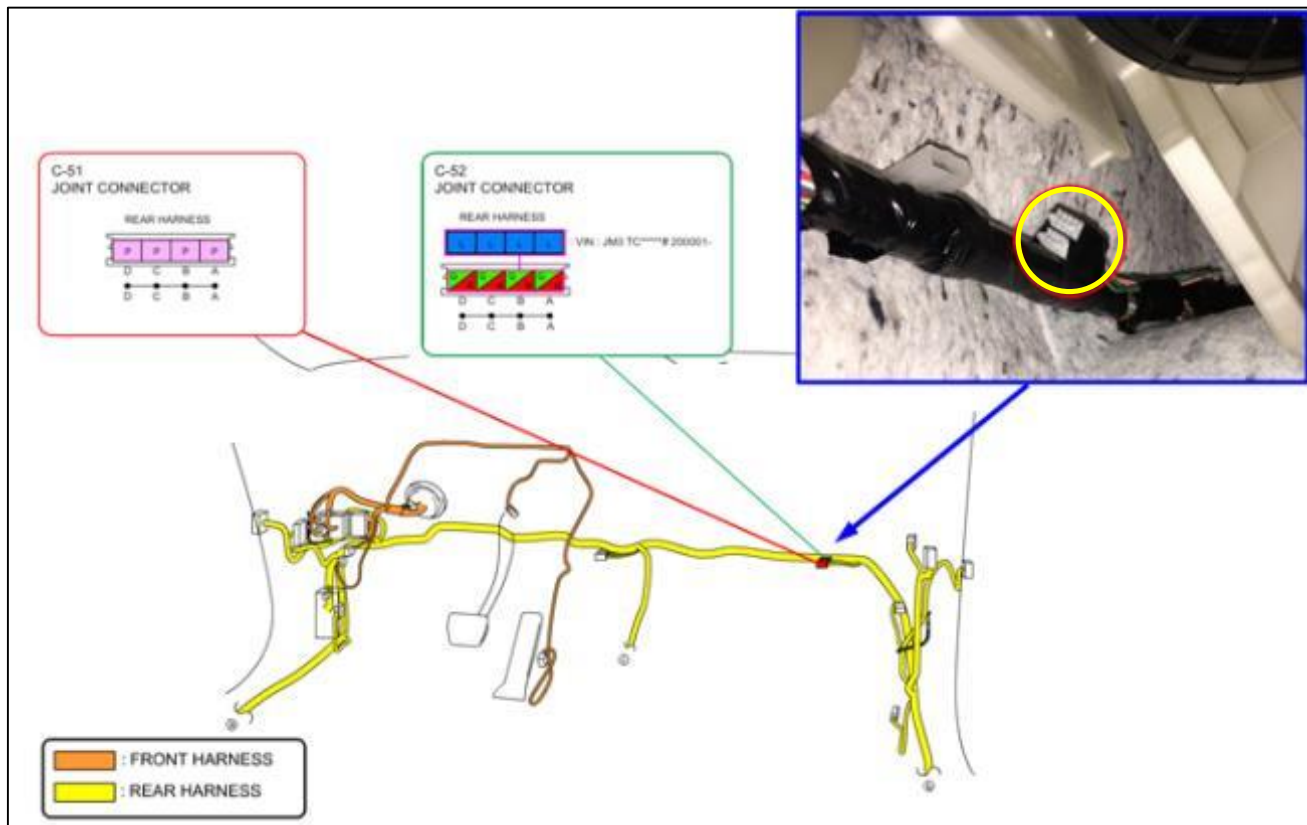 C-51
JOINT CONNECTOR
REAR HARNESS
P P P P
D C B A
D C B A
C-52
JOINT CONNECTOR
REAR HARNESS
L L L L
VIN : JM3 TC*****# 200001-
D C B A
D C B A
: FRONT HARNESS
: REAR HARNESS